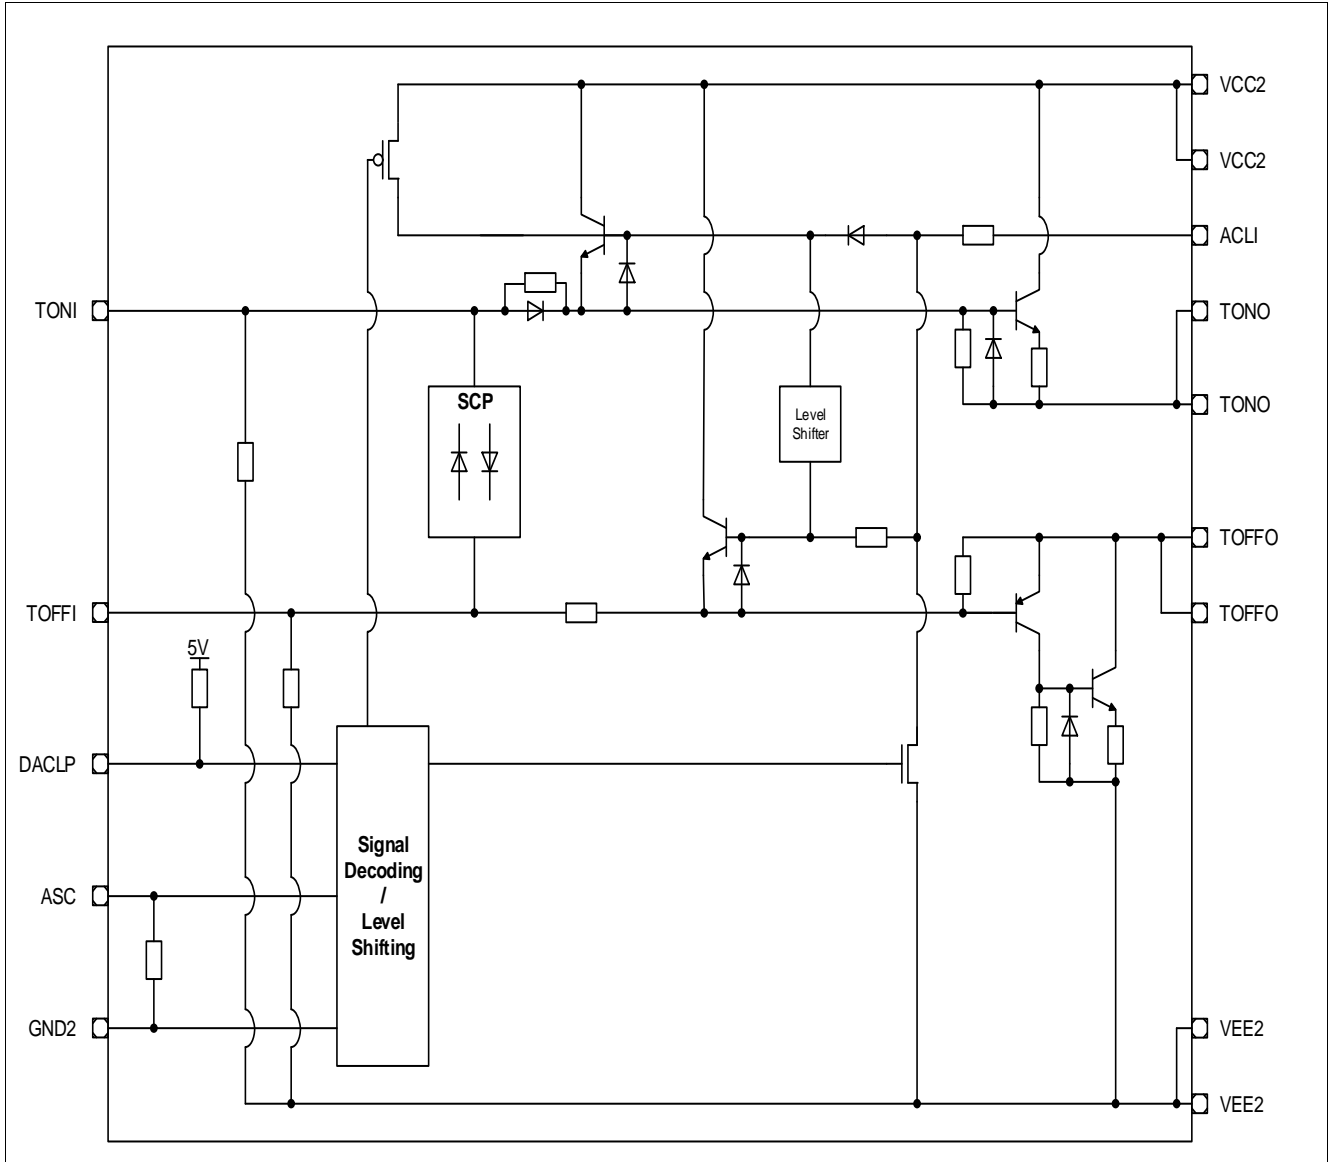 VCC2
VCC2
ACLI
TONI
TONO
SCP
TONO
Level
Shifter
TOFFO
TOFFI
TOFFO
5V
DACLP
Signal
Decoding
/
Level
Shifting
ASC
GND2
VEE2
VEE2